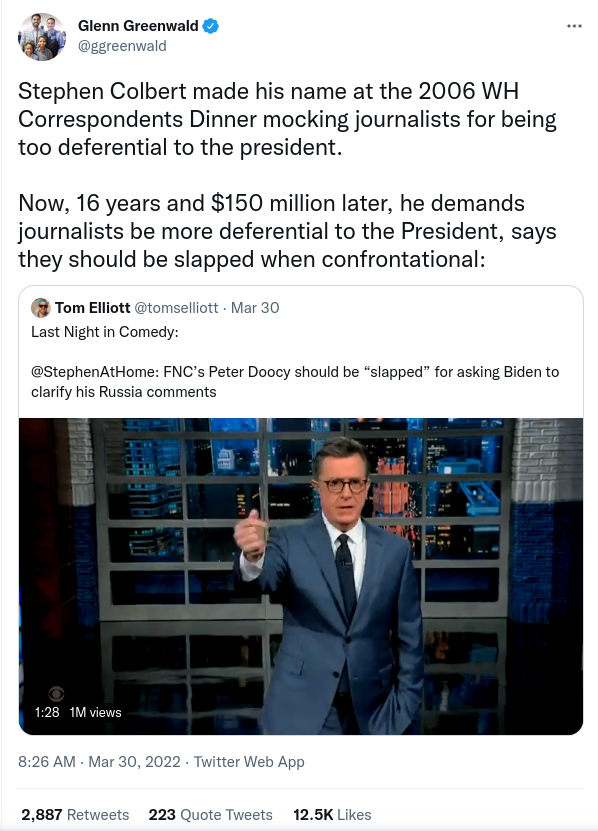 Glenn Greenwald
@ggreenwald
Stephen Colbert made his name at the 2006 WH
Correspondents Dinner mocking journalists for being
too deferential to the president.
Now, 16 years and $150 million later, he demands
journalists be more deferential to the President, says
they should be slapped when confrontational:
Tom Elliott @tomselliott · Mar 30
Last Night in Comedy:
@StephenAtHome: FNC’s Peter Doocy should be “slapped” for asking Biden to
clarify his Russia comments
1:28 1M views
8:26 AM · Mar 30, 2022 · Twitter Web App
2,887 Retweets 223 Quote Tweets 12.5K Likes